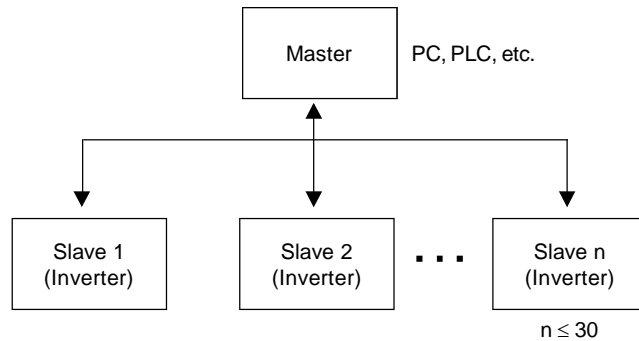 Master
PC, PLC, etc.
Slave 1
(Inverter)
Slave 2
(Inverter)
. . .
Slave n
(Inverter)
n ≤ 30